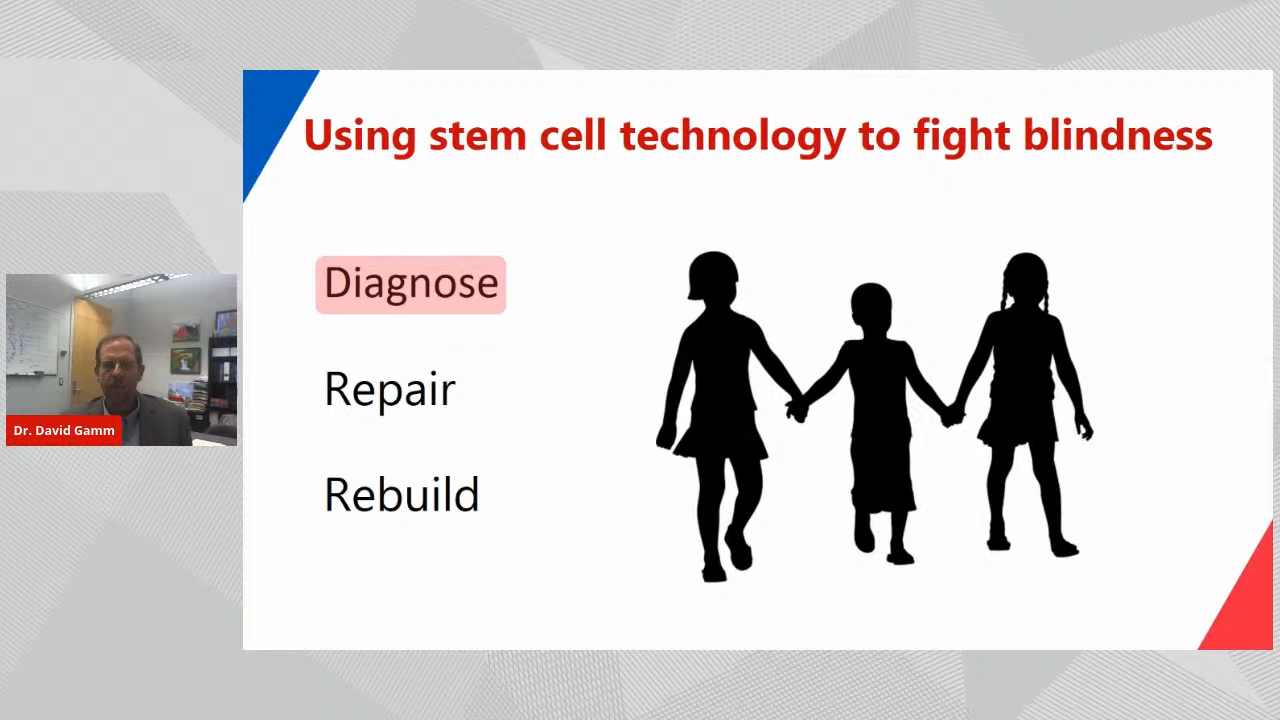 Using stem cell technology to fight blindness
Diagnose
Repair
Rebuild
Dr. David Gamm